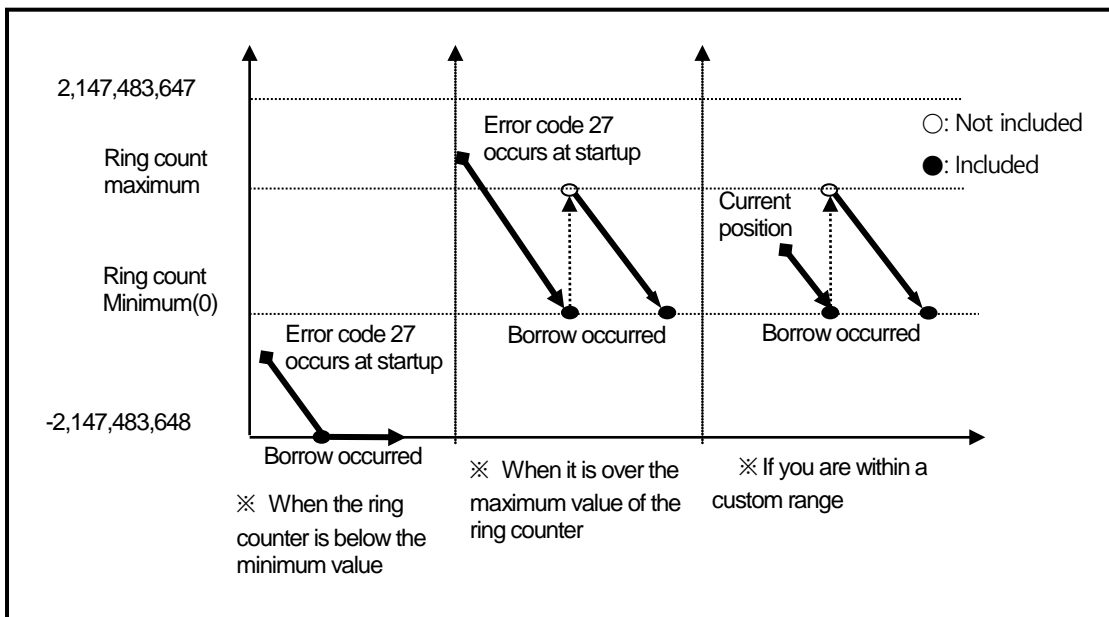 2,147,483,647
Ring count
maximum
Ring count
Minimum(0)
-2,147,483,648
Error code 27
occurs at startup
Borrow occurred
※ When the ring
counter is below the
minimum value
Error code 27
occurs at startup
Borrow occurred
※ When it is over the
maximum value of the
ring counter
Current
position
Borrow occurred
※ If you are within a
custom range
○: Not included
●: Included